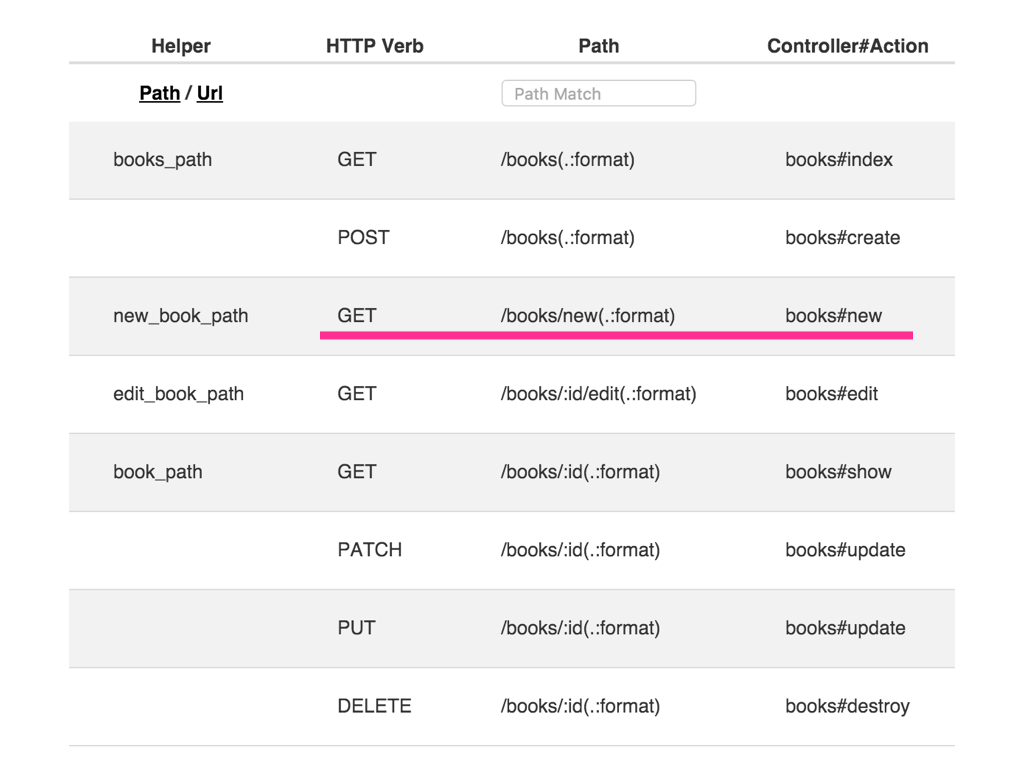 Helper HTTP Verb Path Controller#Action
Path / Url Path Match
books_path GET /books(.:format) books#index
POST /books(.:format) books#create
new_book_path GET /books/new(.:format) books#new
edit_book_path GET /books/:id/edit(.:format) books#edit
book_path GET /books/:id(.:format) books#show
PATCH /books/:id(.:format) books#update
PUT /books/:id(.:format) books#update
DELETE /books/:id(.:format) books#destroy